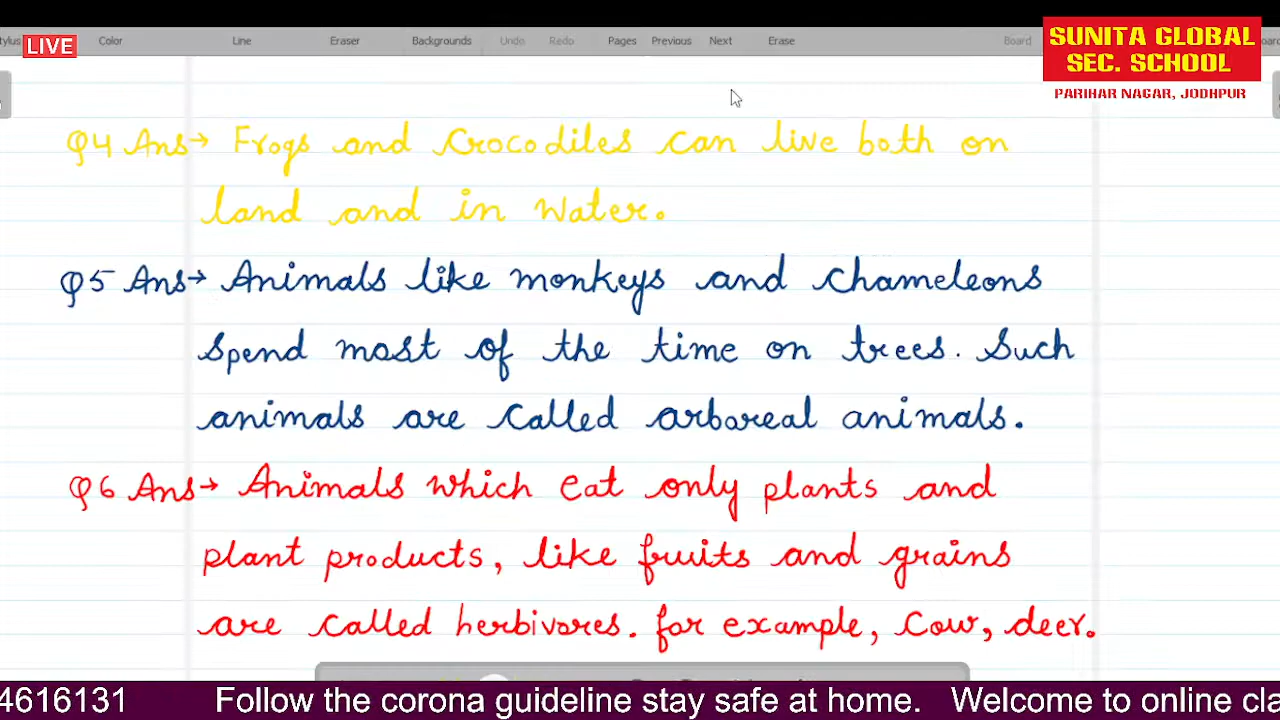 LIVE
Color Line Eraser Backgrounds Undo Redo Pages Previous Next Erase Board
SUNITA GLOBAL
SEC. SCHOOL
PARIHAR NAGAR, JODHPUR
Q4 Ans→ Frogs and crocodiles can live both on
land and in water.
Q5 Ans→ Animals like monkeys and chameleons
spend most of the time on trees. Such
animals are called arboreal animals.
Q6 Ans→ Animals which eat only plants and
plant products, like fruits and grains
are called herbivores. for example, Cow, deer.
4616131 Follow the corona guideline stay safe at home. Welcome to online